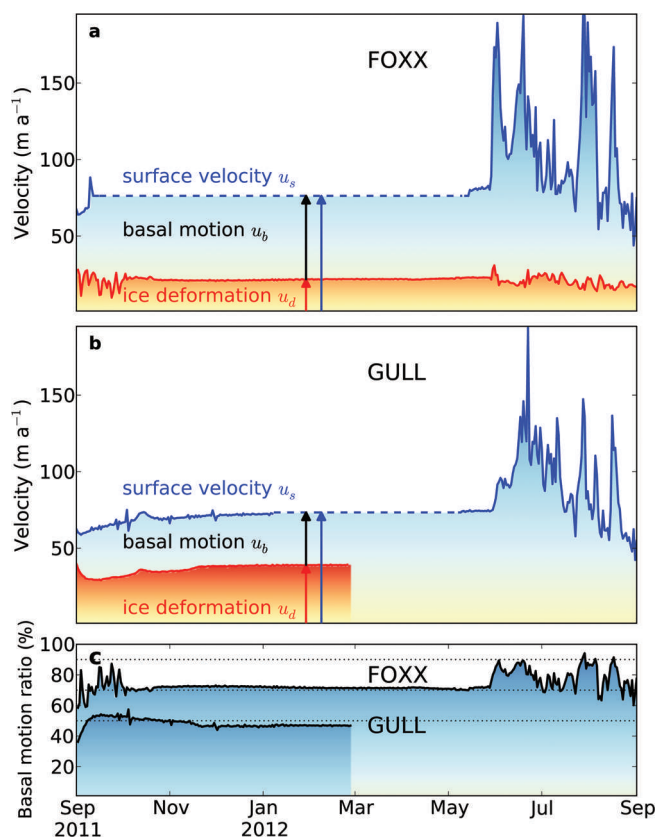 a
FOXX
Velocity (m a⁻¹)
150
100
50
surface velocity u_s
basal motion u_b
ice deformation u_d
b
GULL
Velocity (m a⁻¹)
150
100
50
surface velocity u_s
basal motion u_b
ice deformation u_d
c
FOXX
GULL
Basal motion ratio (%)
100
80
60
40
20
Sep Nov Jan Mar May Jul Sep
2011 2012